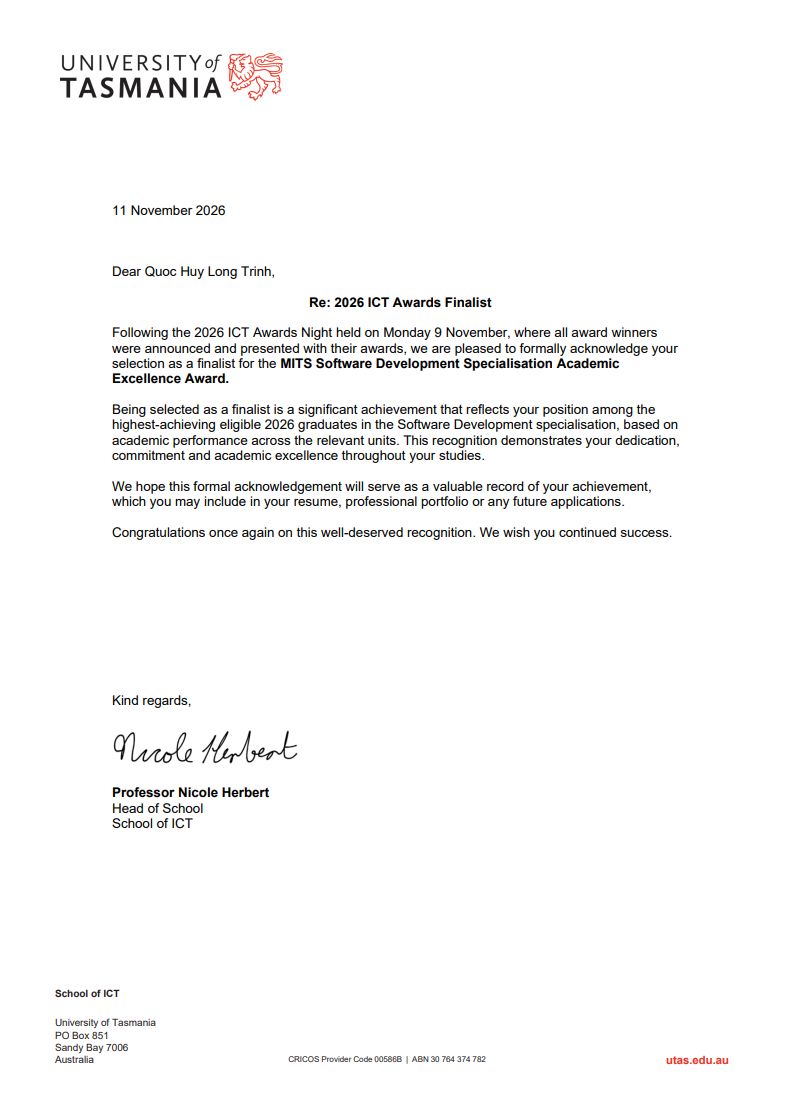 UNIVERSITY of
TASMANIA
11 November 2026
Dear Quoc Huy Long Trinh,
Re: 2026 ICT Awards Finalist
Following the 2026 ICT Awards Night held on Monday 9 November, where all award winners
were announced and presented with their awards, we are pleased to formally acknowledge your
selection as a finalist for the MITS Software Development Specialisation Academic
Excellence Award.
Being selected as a finalist is a significant achievement that reflects your position among the
highest-achieving eligible 2026 graduates in the Software Development specialisation, based on
academic performance across the relevant units. This recognition demonstrates your dedication,
commitment and academic excellence throughout your studies.
We hope this formal acknowledgement will serve as a valuable record of your achievement,
which you may include in your resume, professional portfolio or any future applications.
Congratulations once again on this well-deserved recognition. We wish you continued success.
Kind regards,
Nicole Herbert
Professor Nicole Herbert
Head of School
School of ICT
School of ICT
University of Tasmania
PO Box 851
Sandy Bay 7006
Australia
CRICOS Provider Code 00586B | ABN 30 764 374 782
utas.edu.au